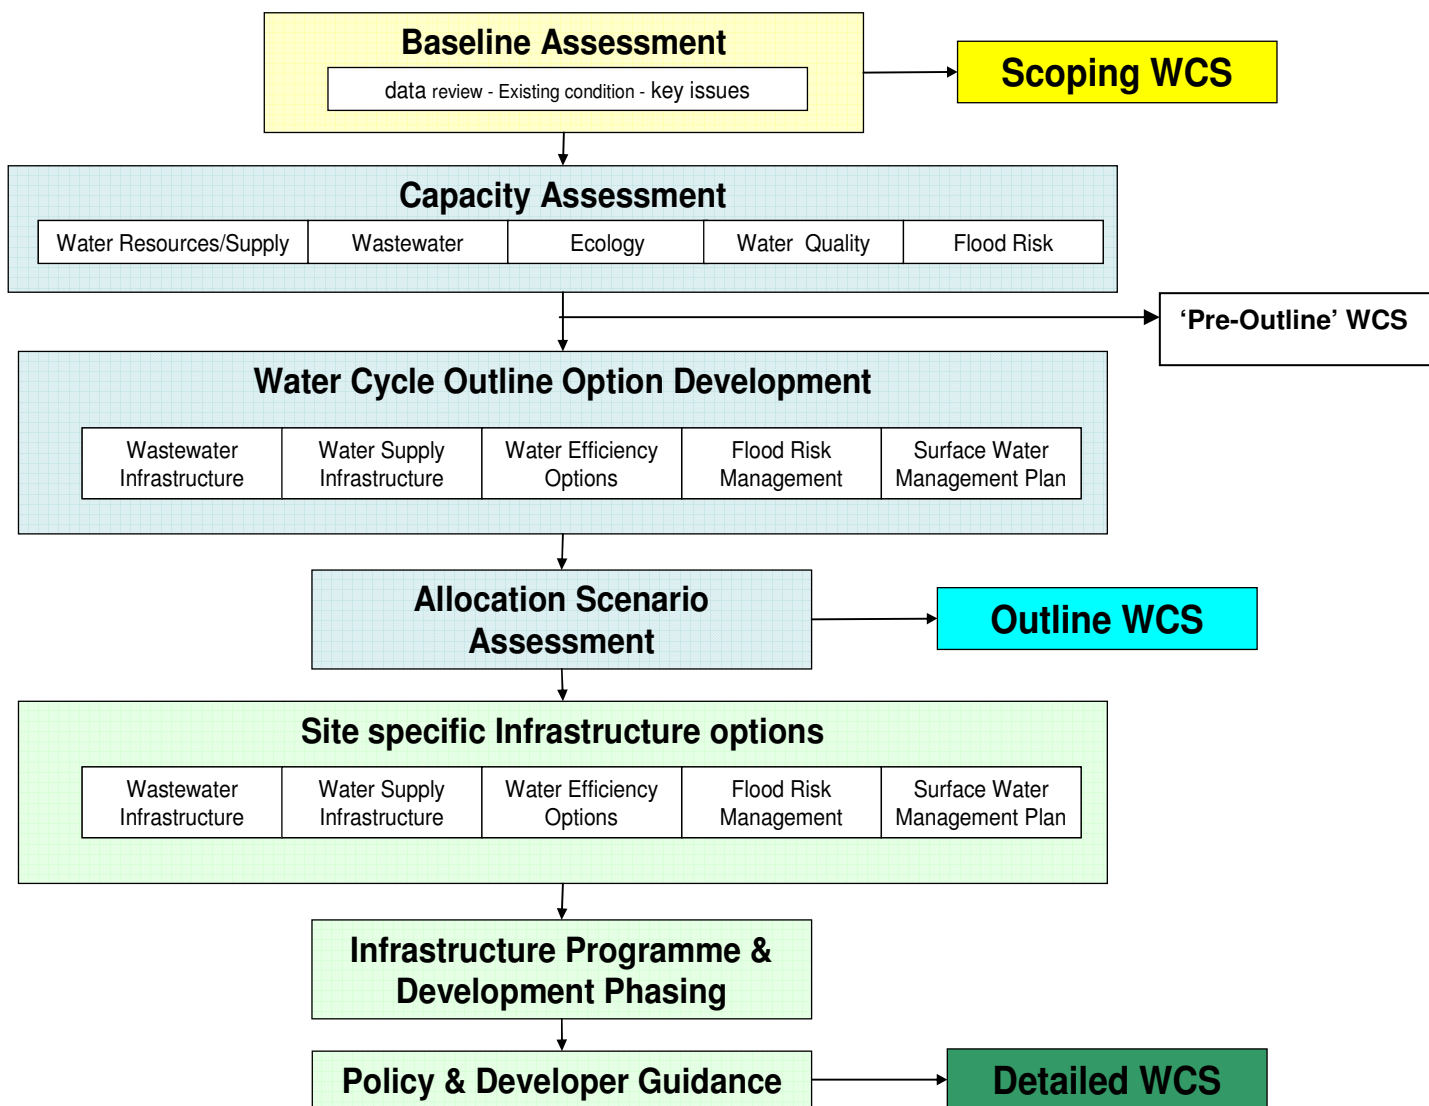 Baseline Assessment
data review - Existing condition - key issues
Scoping WCS
Capacity Assessment
Water Resources/Supply
Wastewater
Ecology
Water Quality
Flood Risk
‘Pre-Outline’ WCS
Water Cycle Outline Option Development
Wastewater
Infrastructure
Water Supply
Infrastructure
Water Efficiency
Options
Flood Risk
Management
Surface Water
Management Plan
Allocation Scenario
Assessment
Outline WCS
Site specific Infrastructure options
Wastewater
Infrastructure
Water Supply
Infrastructure
Water Efficiency
Options
Flood Risk
Management
Surface Water
Management Plan
Infrastructure Programme &
Development Phasing
Policy & Developer Guidance
Detailed WCS